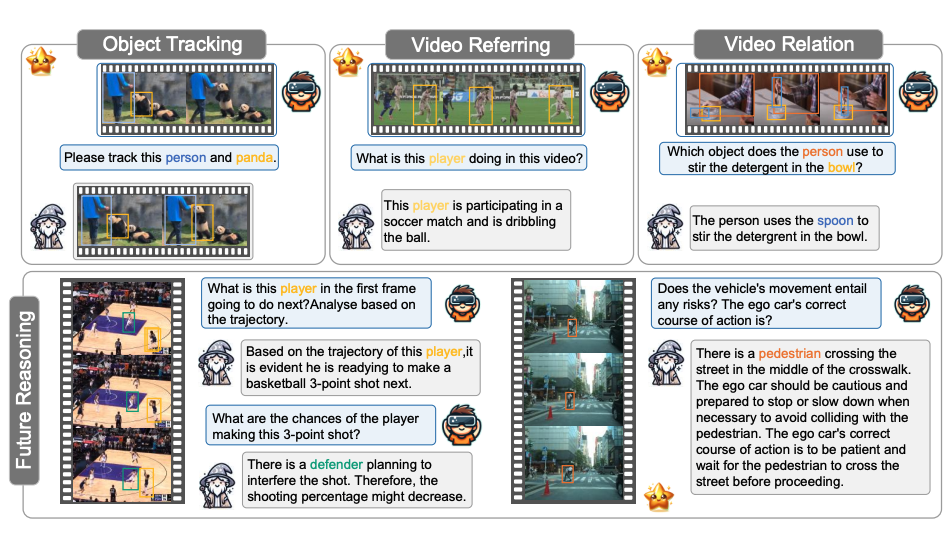 Object Tracking
Please track this person and panda.
Video Referring
What is this player doing in this video?
This player is participating in a
soccer match and is dribbling
the ball.
Video Relation
Which object does the person use to
stir the detergent in the bowl?
The person uses the spoon to
stir the detergrent in the bowl.
Future Reasoning
What is this player in the first frame
going to do next?Analyse based on
the trajectory.
Based on the trajectory of this player,it
is evident he is readying to make a
basketball 3-point shot next.
What are the chances of the player
making this 3-point shot?
There is a defender planning to
interfere the shot. Therefore, the
shooting percentage might decrease.
Does the vehicle's movement entail
any risks? The ego car's correct
course of action is?
There is a pedestrian crossing the
street in the middle of the crosswalk.
The ego car should be cautious and
prepared to stop or slow down when
necessary to avoid colliding with the
pedestrian. The ego car's correct
course of action is to be patient and
wait for the pedestrian to cross the
street before proceeding.